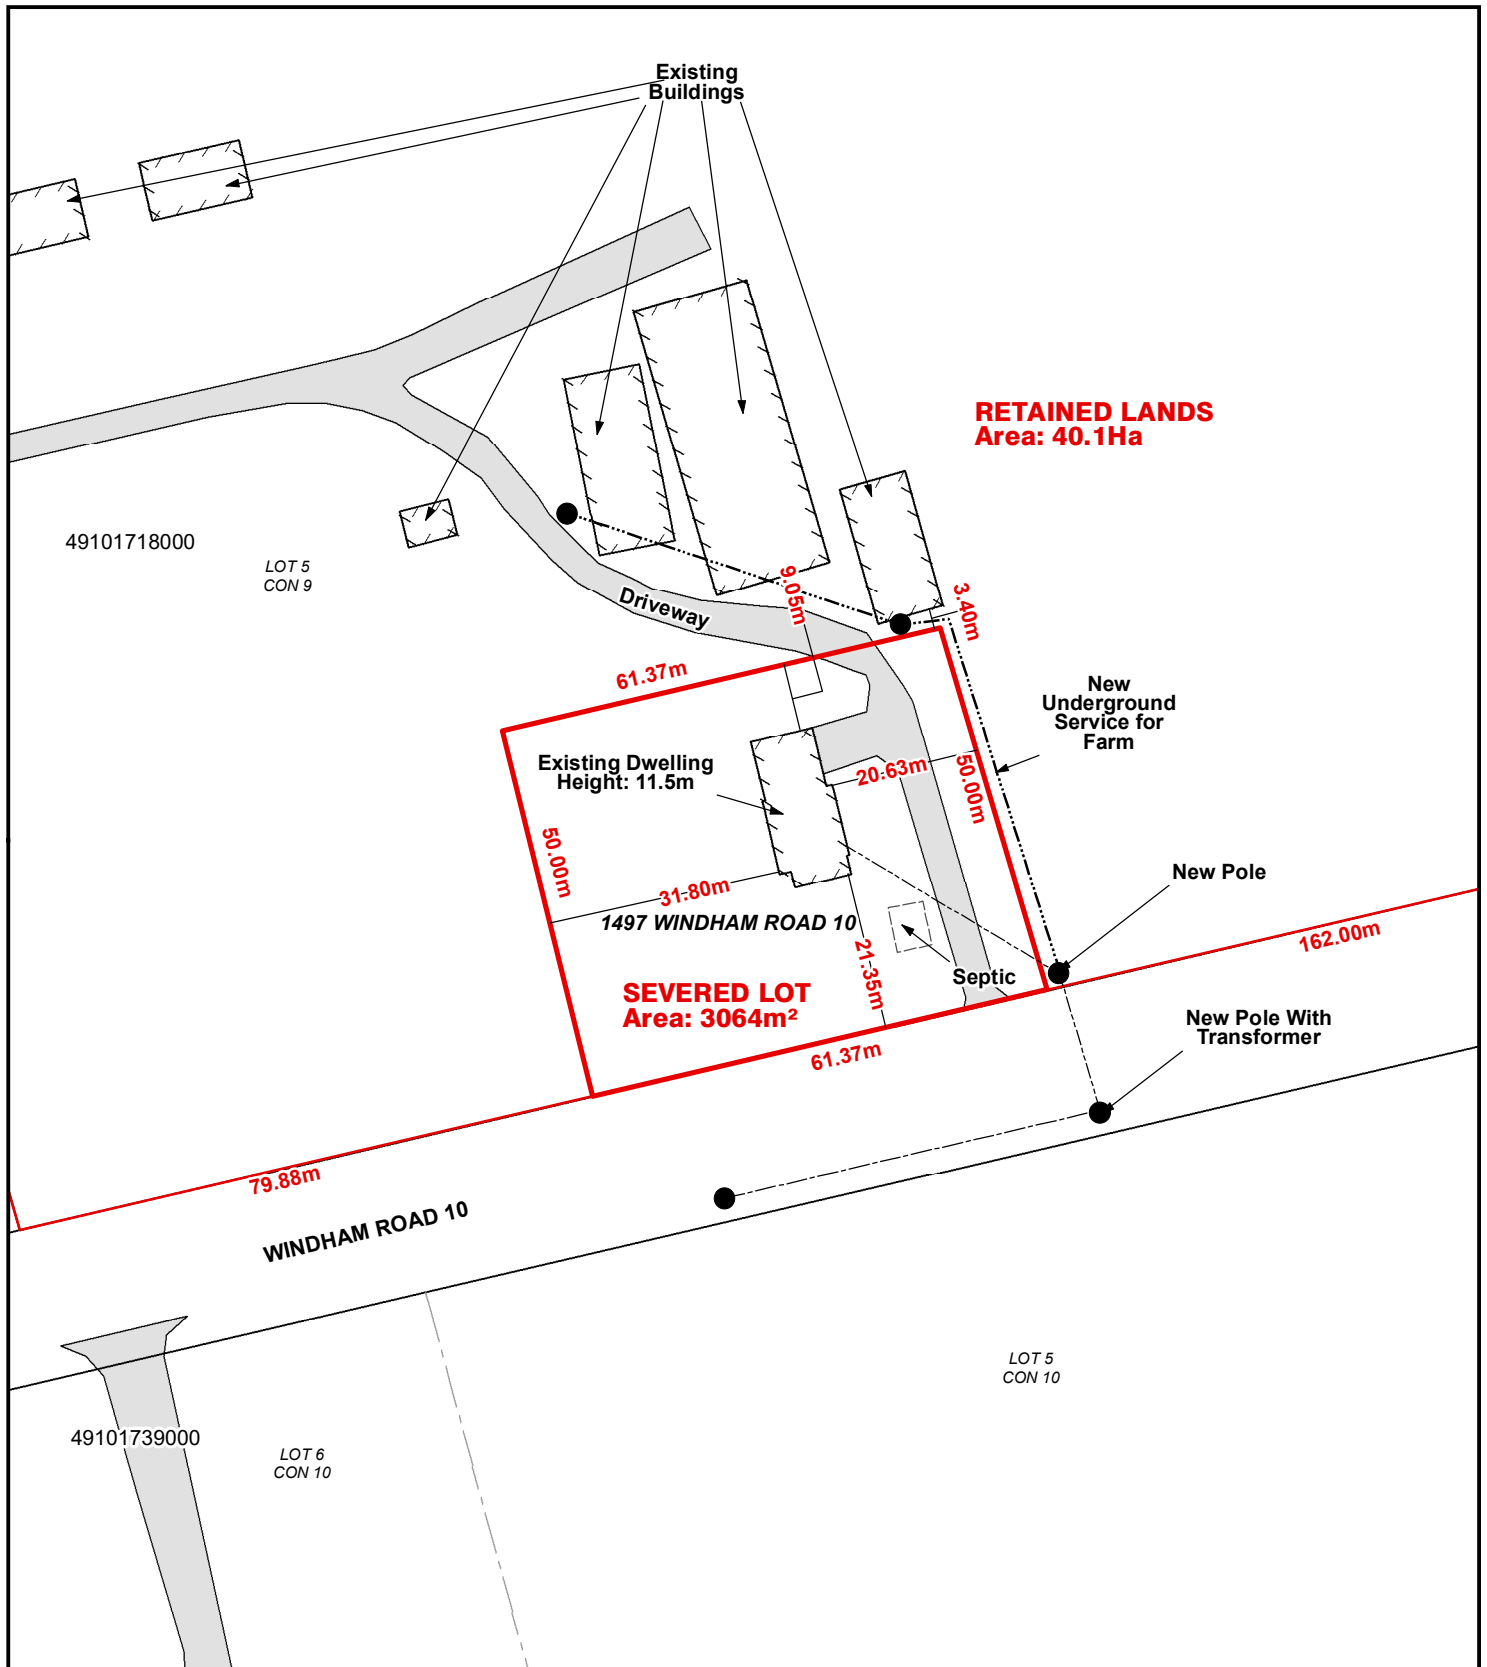 Existing
Buildings
RETAINED LANDS
Area: 40.1Ha
49101718000
LOT 5
CON 9
Driveway
9.05m
3.40m
61.37m
New
Underground
Service for
Farm
Existing Dwelling
Height: 11.5m
20.63m
50.00m
50.00m
31.80m
1497 WINDHAM ROAD 10
New Pole
162.00m
21.35m
Septic
SEVERED LOT
Area: 3064m²
New Pole With
Transformer
61.37m
79.88m
WINDHAM ROAD 10
LOT 5
CON 10
49101739000
LOT 6
CON 10